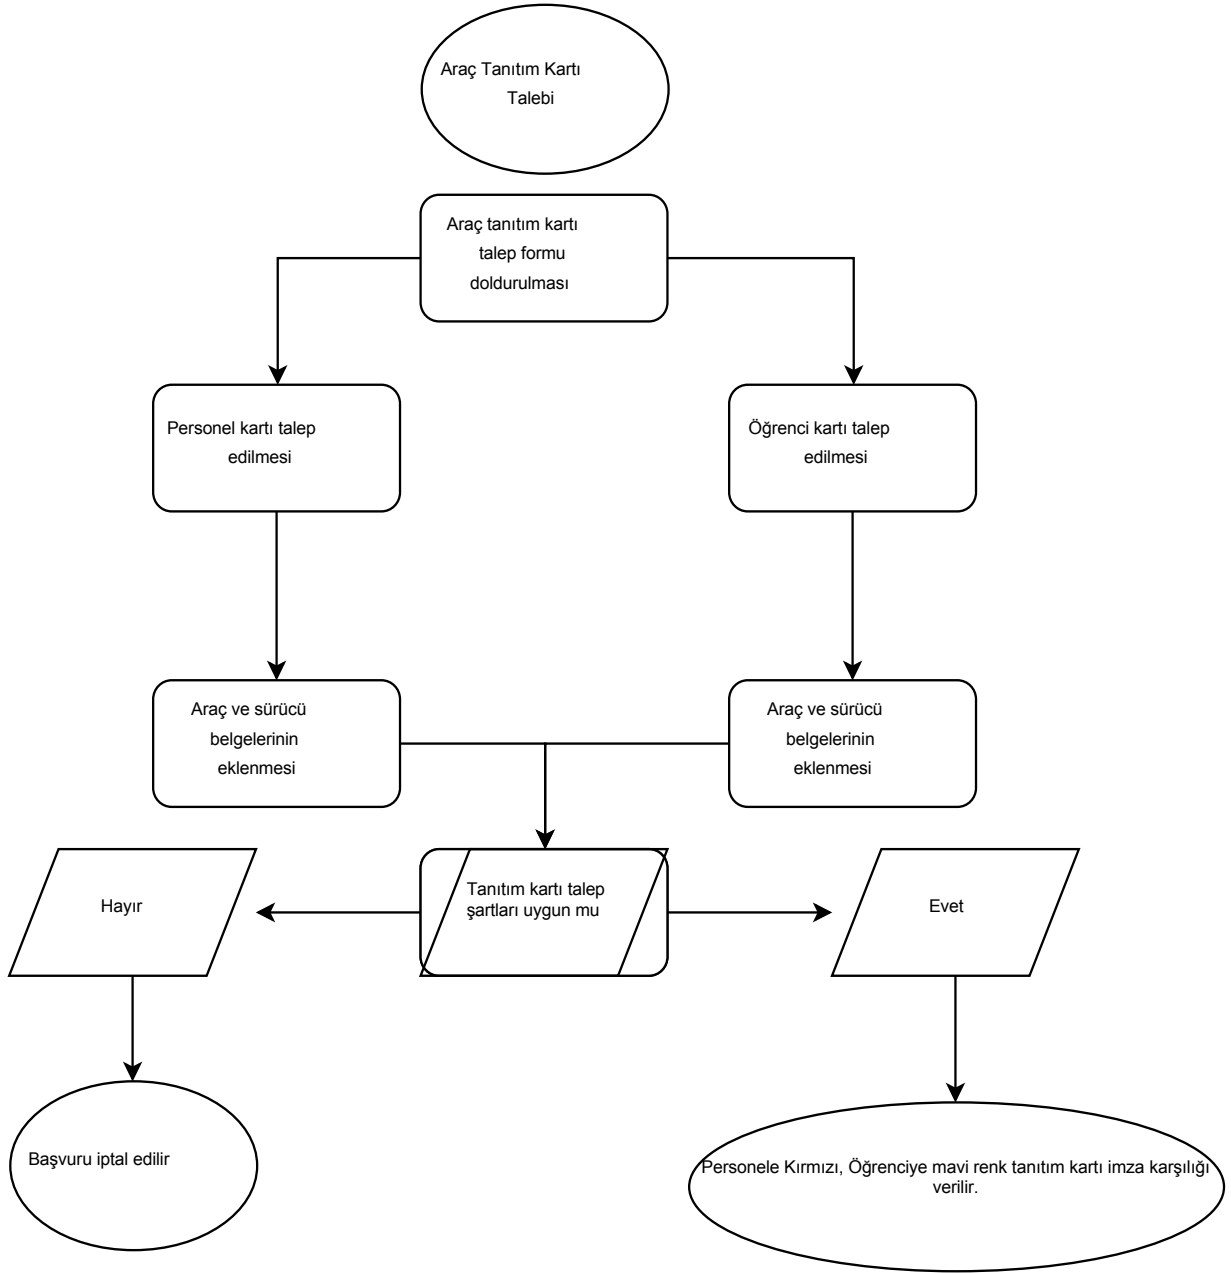 Araç Tanıtım Kartı
Talebi
Araç tanıtım kartı
talep formu
doldurulması
Personel kartı talep
edilmesi
Öğrenci kartı talep
edilmesi
Araç ve sürücü
belgelerinin
eklenmesi
Araç ve sürücü
belgelerinin
eklenmesi
Hayır
Tanıtım kartı talep
şartları uygun mu
Evet
Başvuru iptal edilir
Personele Kırmızı, Öğrenciye mavi renk tanıtım kartı imza karşılığı
verilir.